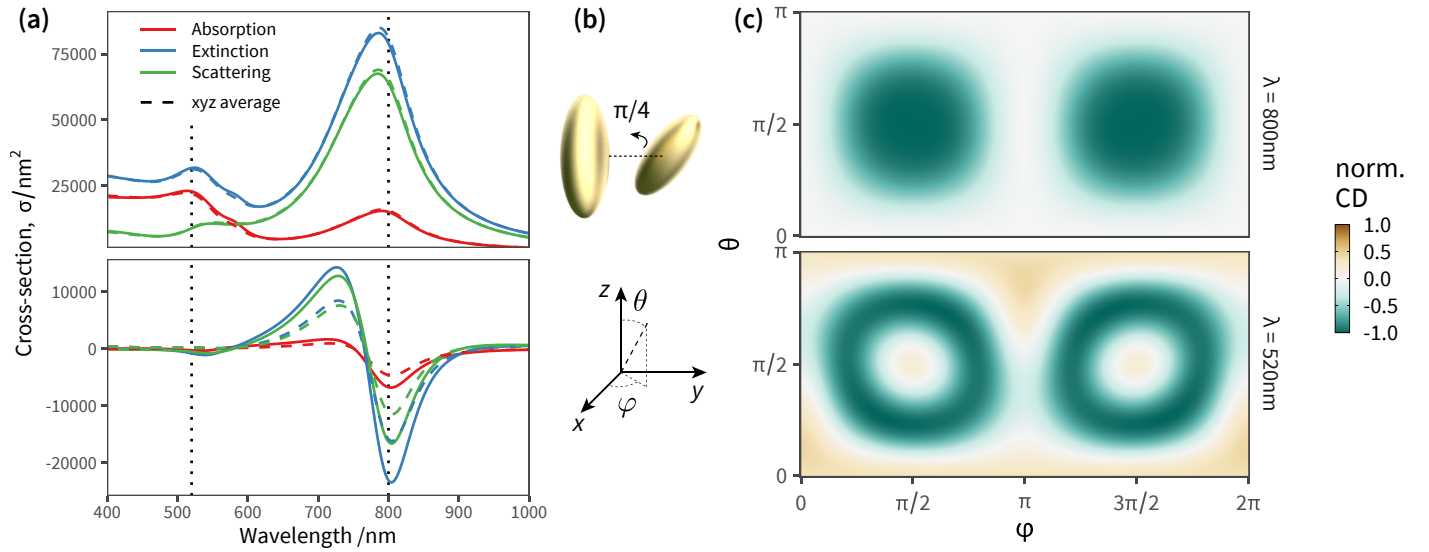 (a)
Absorption
Extinction
Scattering
xyz average
75000
50000
25000
10000
0
-10000
-20000
Cross-section, σ/nm²
400 500 600 700 800 900 1000
Wavelength /nm
(b)
π/4
z
θ
y
x
φ
(c)
π
π/2
0
λ = 800nm
π
π/2
0
λ = 520nm
θ
0 π/2 π 3π/2 2π
φ
norm.
CD
1.0
0.5
0.0
-0.5
-1.0